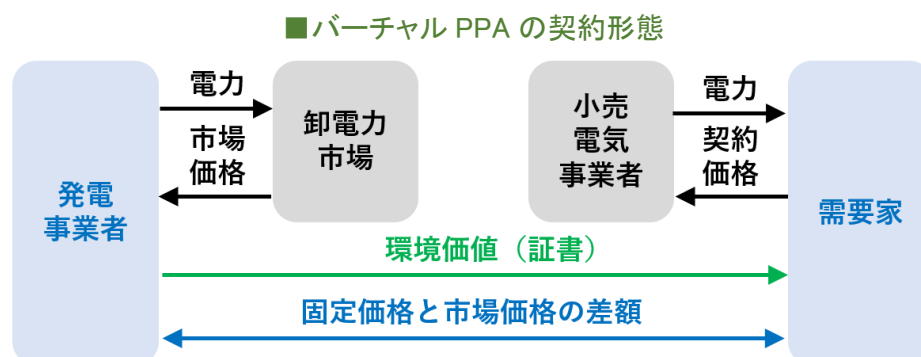 ■バーチャル PPA の契約形態
電力
市場
価格
卸電力
市場
小売
電気
事業者
電力
契約
価格
発電
事業者
需要家
環境価値（証書）
固定価格と市場価格の差額